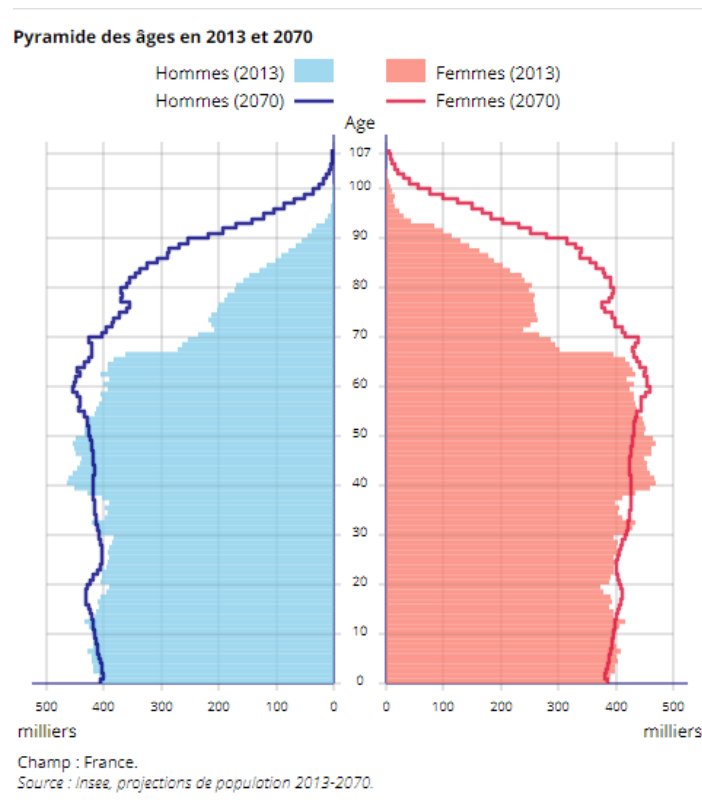 Pyramide des âges en 2013 et 2070
Hommes (2013) Femmes (2013)
Hommes (2070) Femmes (2070)
Age
107
100
90
80
70
60
50
40
30
20
10
0
500 400 300 200 100 0 0 100 200 300 400 500
milliers milliers
Champ : France.
Source : Insee, projections de population 2013-2070.